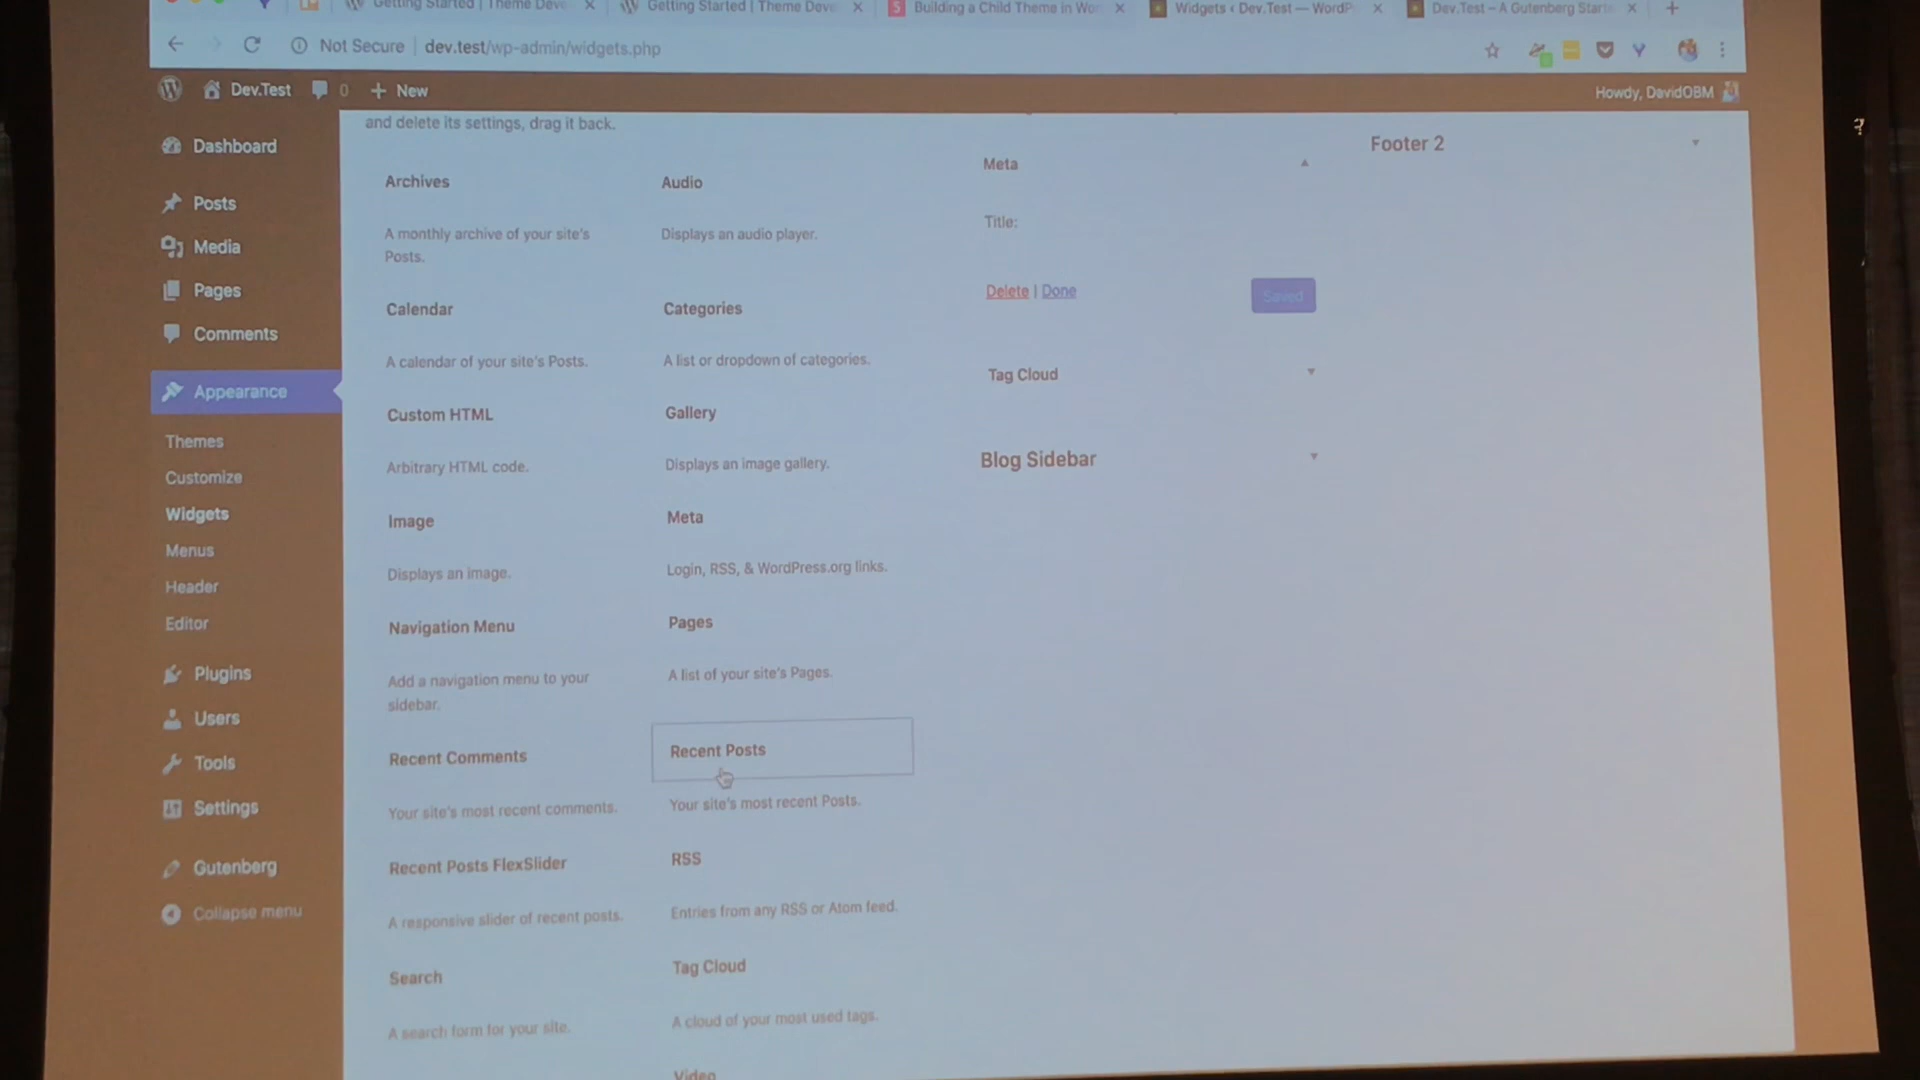 Getting Started | Theme Deve
Getting Started | Theme Deve
Building a Child Theme in Wor
Widgets ‹ Dev.Test — WordP
Dev.Test – A Gutenberg Starte
Not Secure | dev.test/wp-admin/widgets.php
Dev.Test
0
+ New
Howdy, DavidOBM
Dashboard
Posts
Media
Pages
Comments
Appearance
Themes
Customize
Widgets
Menus
Header
Editor
Plugins
Users
Tools
Settings
Gutenberg
Collapse menu
and delete its settings, drag it back.
Archives
A monthly archive of your site's
Posts.
Audio
Displays an audio player.
Calendar
A calendar of your site's Posts.
Categories
A list or dropdown of categories.
Custom HTML
Arbitrary HTML code.
Gallery
Displays an image gallery.
Image
Displays an image.
Meta
Login, RSS, & WordPress.org links.
Navigation Menu
Add a navigation menu to your
sidebar.
Pages
A list of your site's Pages.
Recent Comments
Your site's most recent comments.
Recent Posts
Your site's most recent Posts.
Recent Posts FlexSlider
A responsive slider of recent posts.
RSS
Entries from any RSS or Atom feed.
Search
A search form for your site.
Tag Cloud
A cloud of your most used tags.
Video
Meta
Title:
Delete | Done
Saved
Tag Cloud
Blog Sidebar
Footer 2